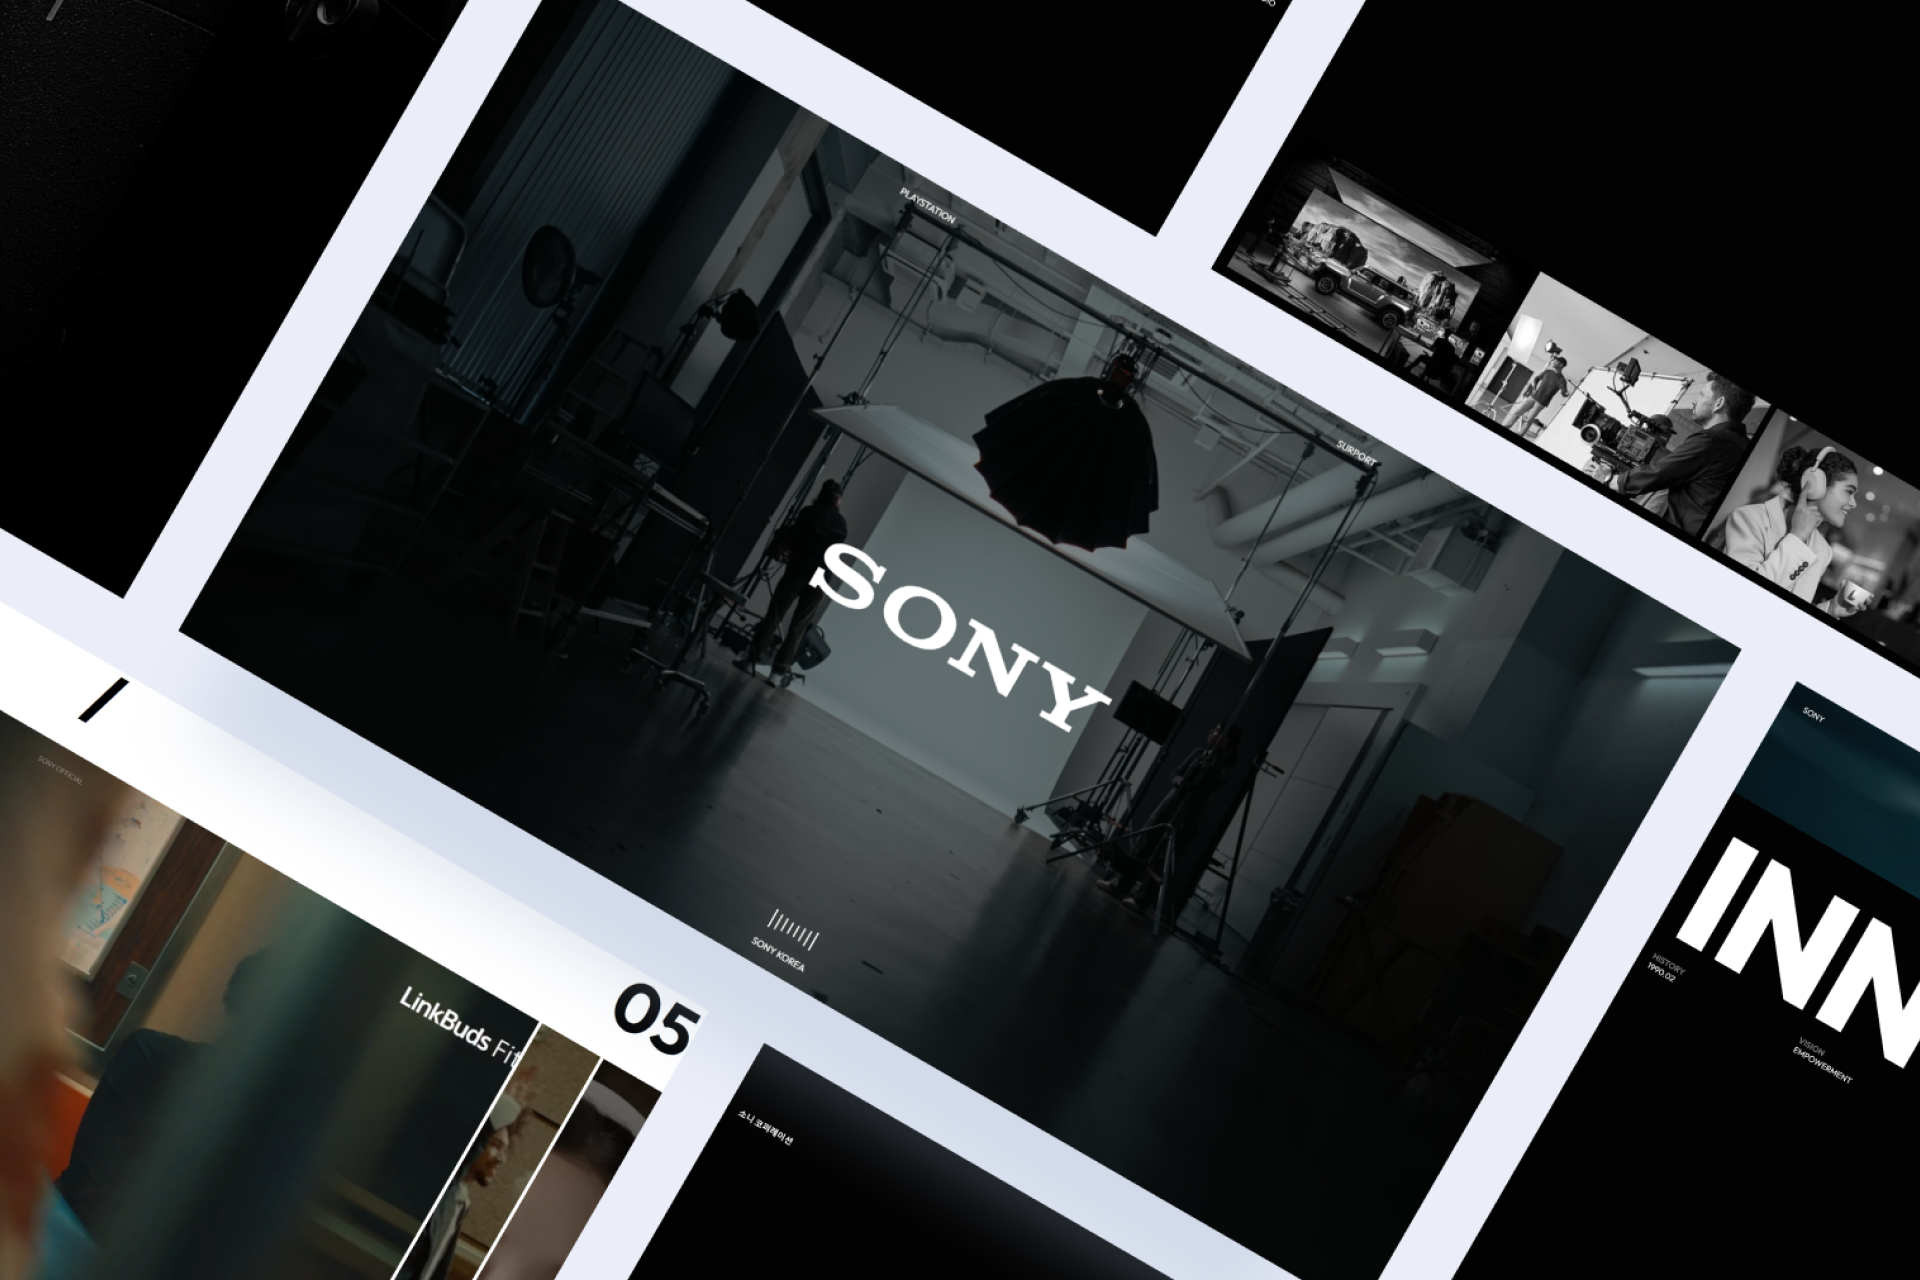 PLAYSTATION
SURPORT
SONY
SONY KOREA
SONY OFFICIAL
LinkBuds Fit
05
소니 코퍼레이션
SONY
INN
HISTORY
1990.02
VISION
EMPOWERMENT